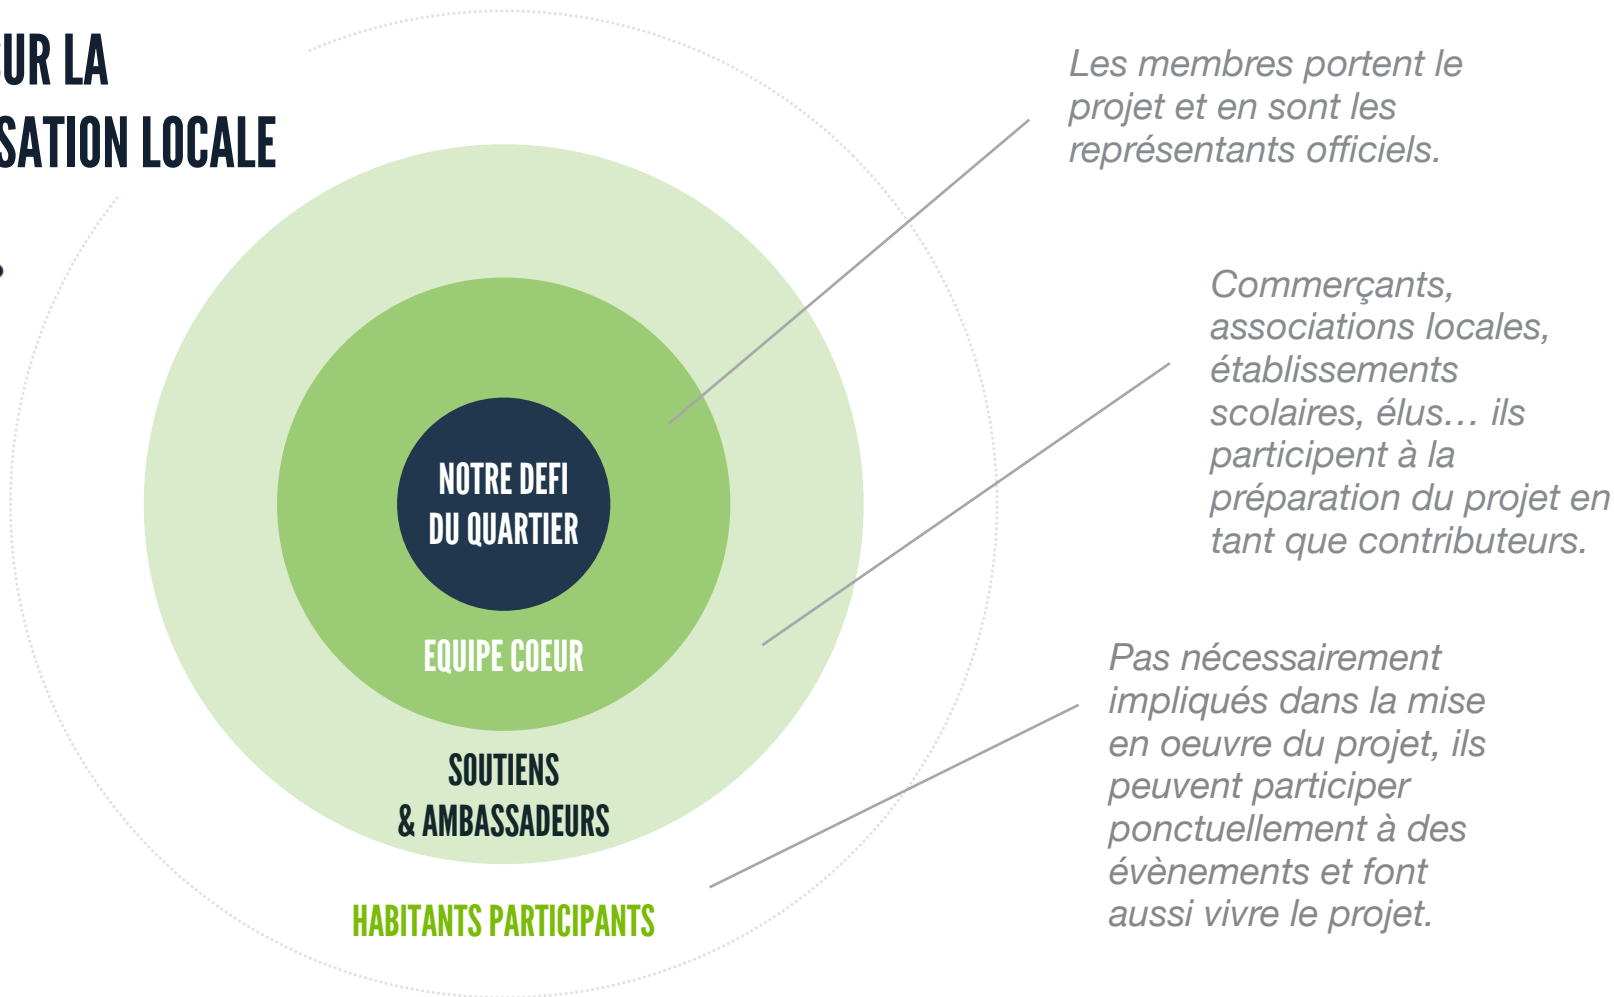 UR LA
SATION LOCALE
Les membres portent le
projet et en sont les
représentants officiels.
Commerçants,
associations locales,
établissements
scolaires, élus… ils
participent à la
préparation du projet en
tant que contributeurs.
NOTRE DEFI
DU QUARTIER
EQUIPE COEUR
SOUTIENS
& AMBASSADEURS
HABITANTS PARTICIPANTS
Pas nécessairement
impliqués dans la mise
en oeuvre du projet, ils
peuvent participer
ponctuellement à des
évènements et font
aussi vivre le projet.